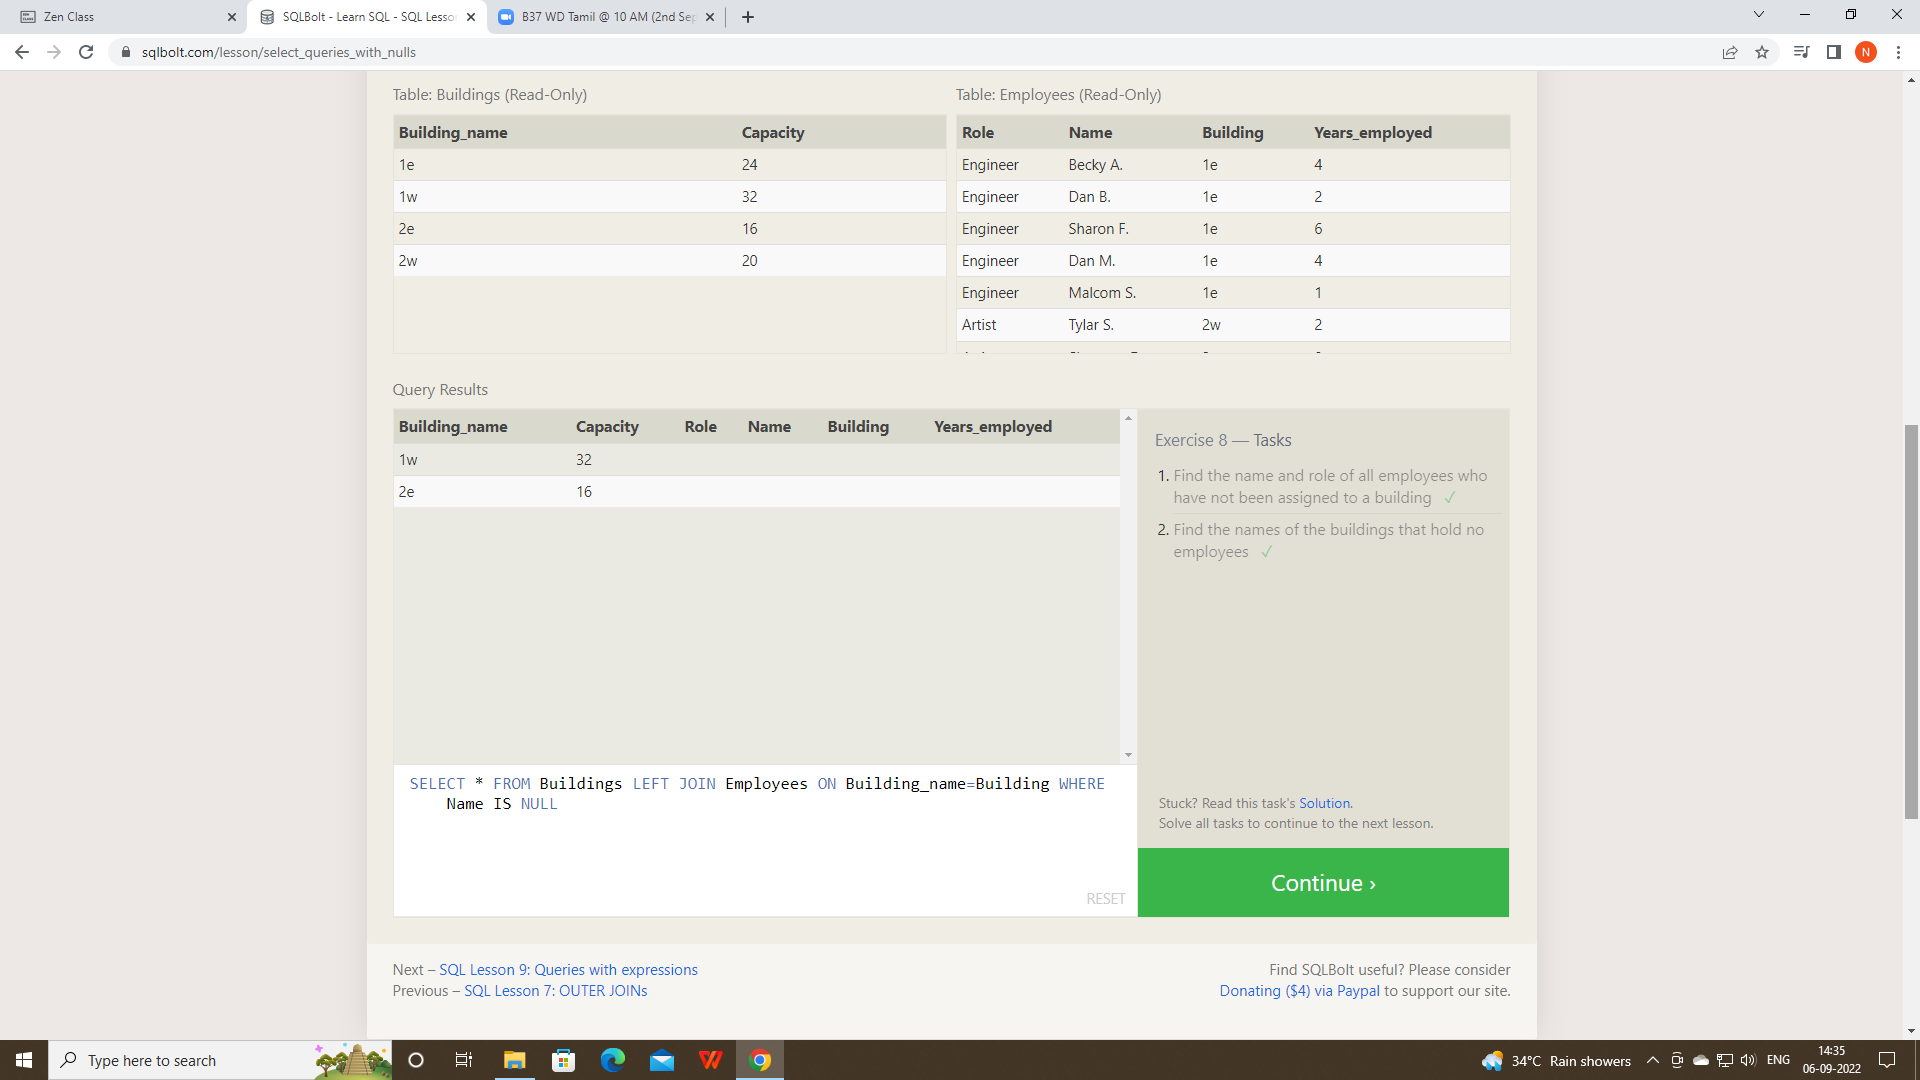 Zen Class
SQLBolt - Learn SQL - SQL Lesso
B37 WD Tamil @ 10 AM (2nd Sep
sqlbolt.com/lesson/select_queries_with_nulls
N
Table: Buildings (Read-Only)
Building_name Capacity
1e 24
1w 32
2e 16
2w 20
Table: Employees (Read-Only)
Role Name Building Years_employed
Engineer Becky A. 1e 4
Engineer Dan B. 1e 2
Engineer Sharon F. 1e 6
Engineer Dan M. 1e 4
Engineer Malcom S. 1e 1
Artist Tylar S. 2w 2
Query Results
Building_name Capacity Role Name Building Years_employed
1w 32
2e 16
Exercise 8 — Tasks
1. Find the name and role of all employees who
have not been assigned to a building ✓
2. Find the names of the buildings that hold no
employees ✓
SELECT * FROM Buildings LEFT JOIN Employees ON Building_name=Building WHERE
Name IS NULL
RESET
Stuck? Read this task's Solution.
Solve all tasks to continue to the next lesson.
Continue ›
Next – SQL Lesson 9: Queries with expressions
Previous – SQL Lesson 7: OUTER JOINs
Find SQLBolt useful? Please consider
Donating ($4) via Paypal to support our site.
Type here to search
34°C Rain showers
ENG
14:35
06-09-2022